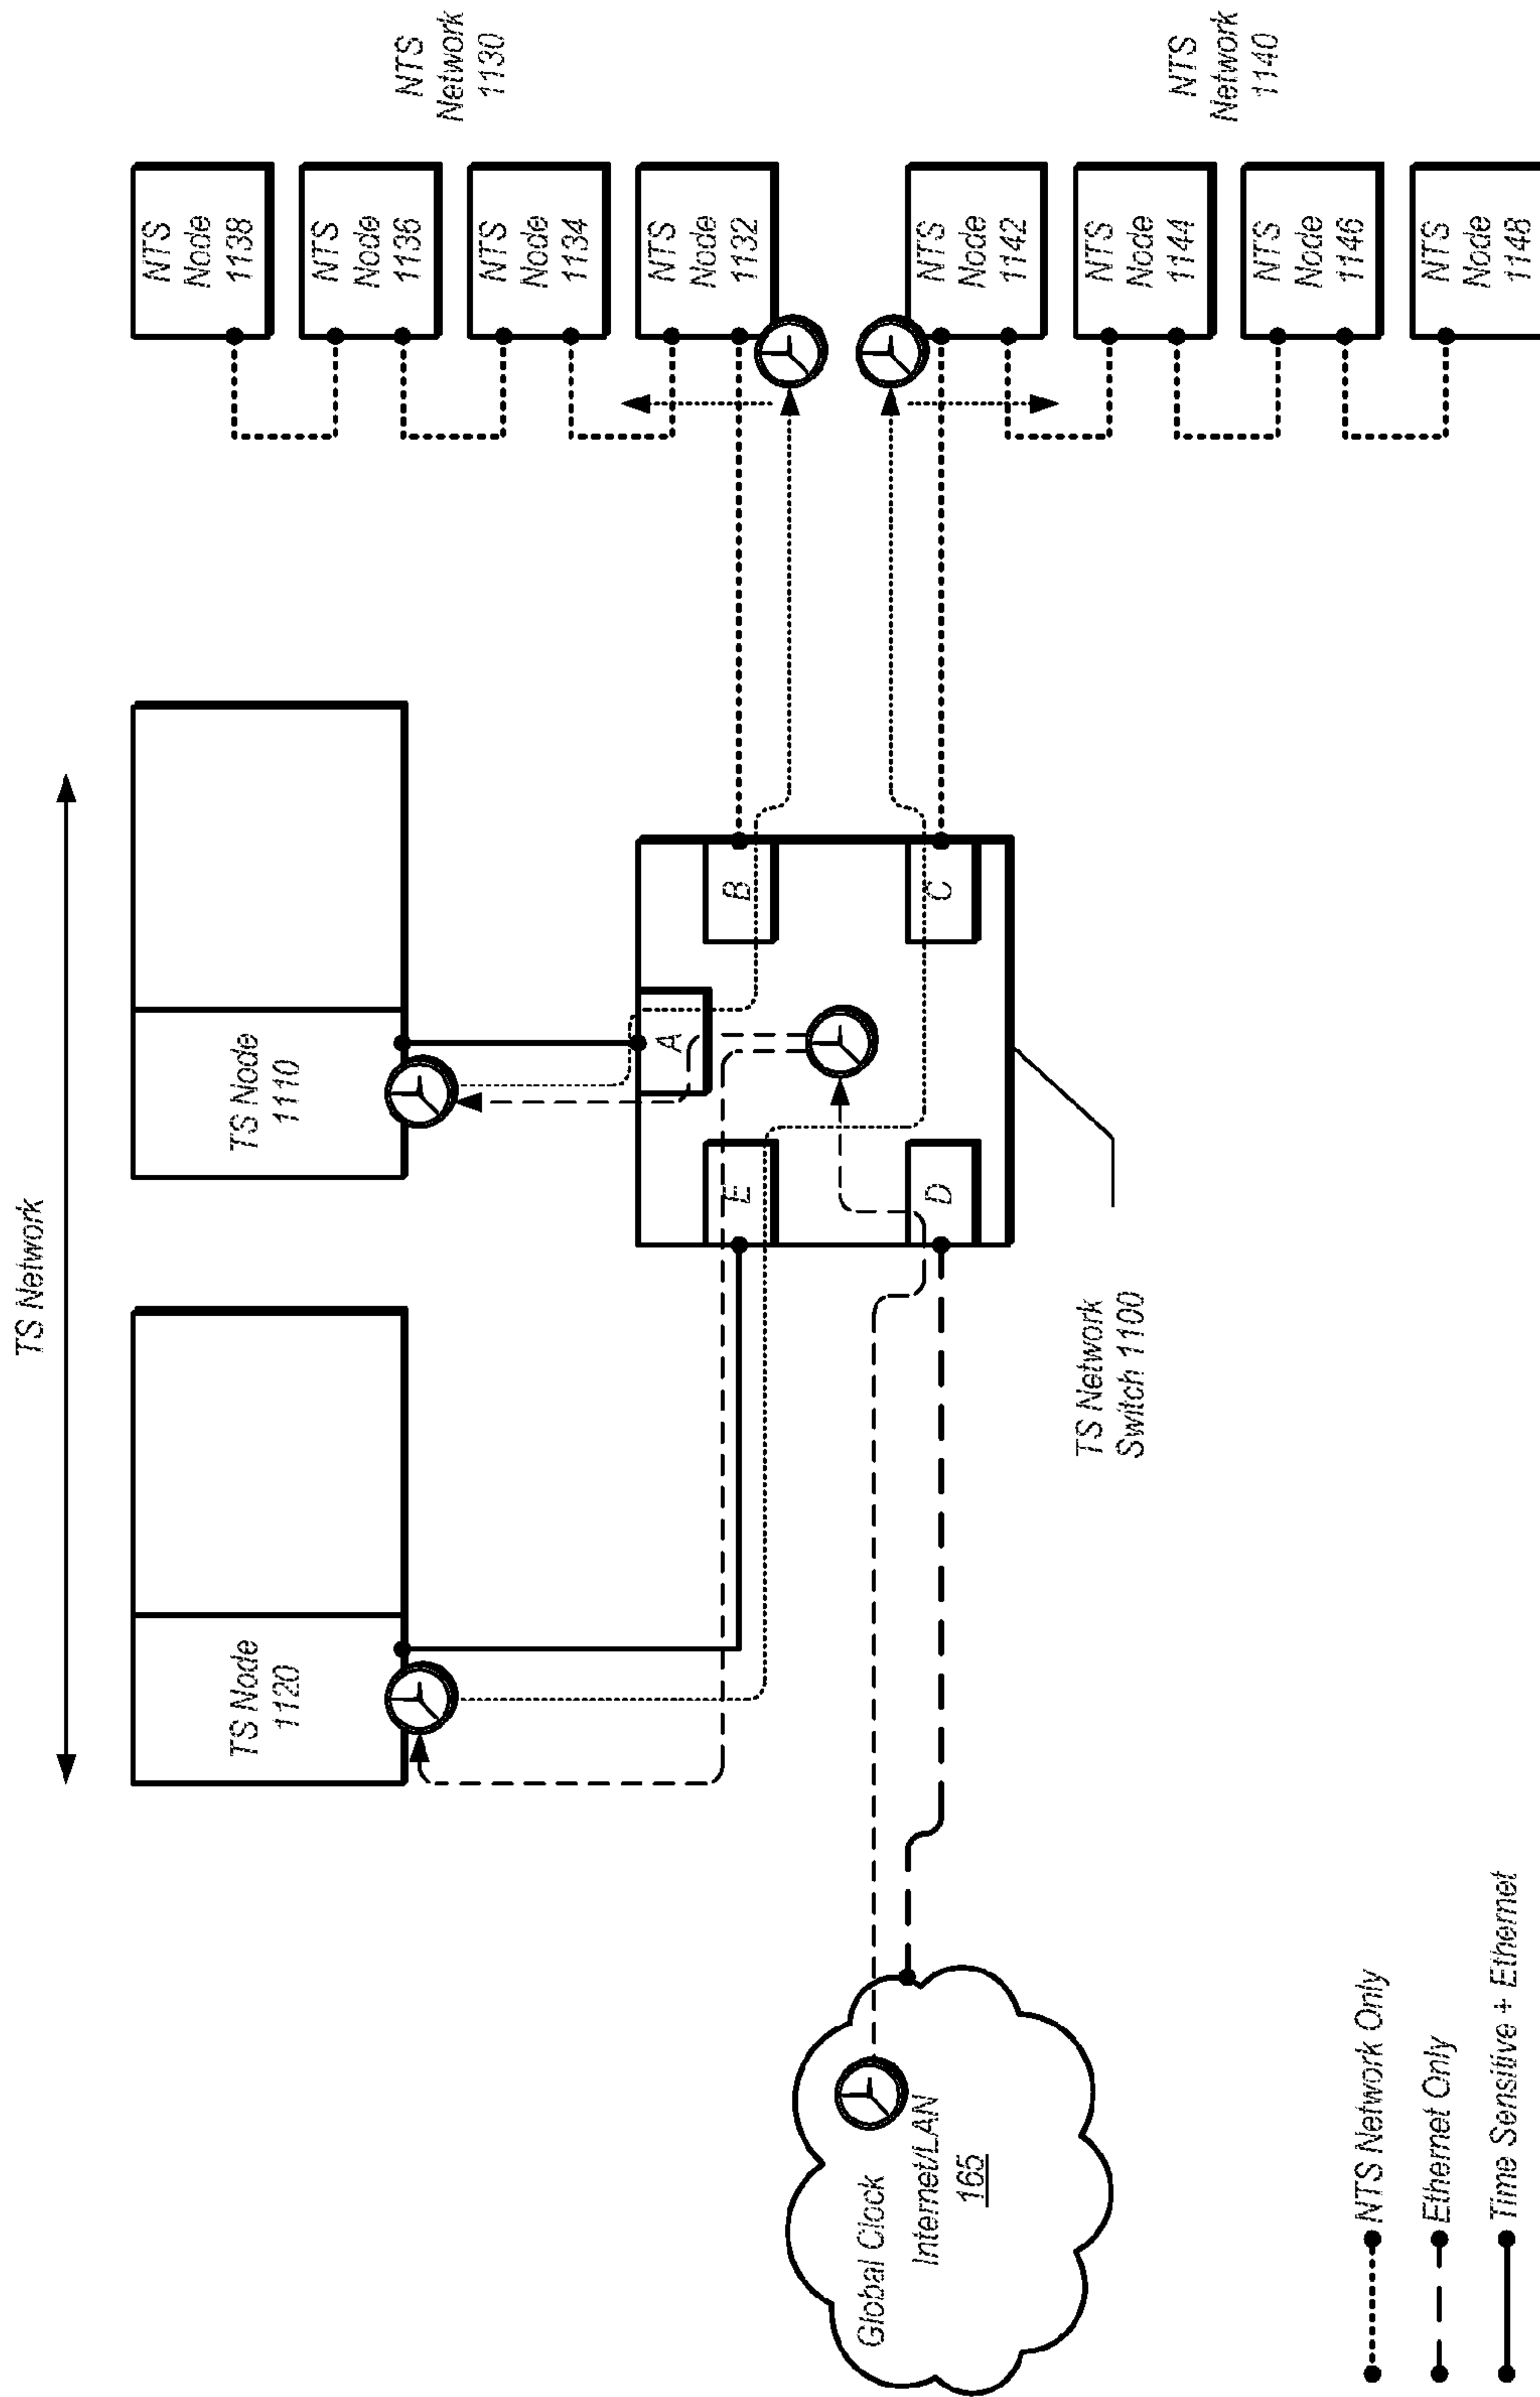 TS Network
TS Node
1120
TS Node
1110
NTS
Node
1138
NTS
Node
1136
NTS
Node
1134
NTS
Node
1132
NTS
Network
1130
A
B
E
C
D
NTS
Node
1142
NTS
Node
1144
NTS
Node
1146
NTS
Node
1148
NTS
Network
1140
Global Clock
Internet/LAN
165
TS Network
Switch 1100
NTS Network Only
Ethernet Only
Time Sensitive + Ethernet